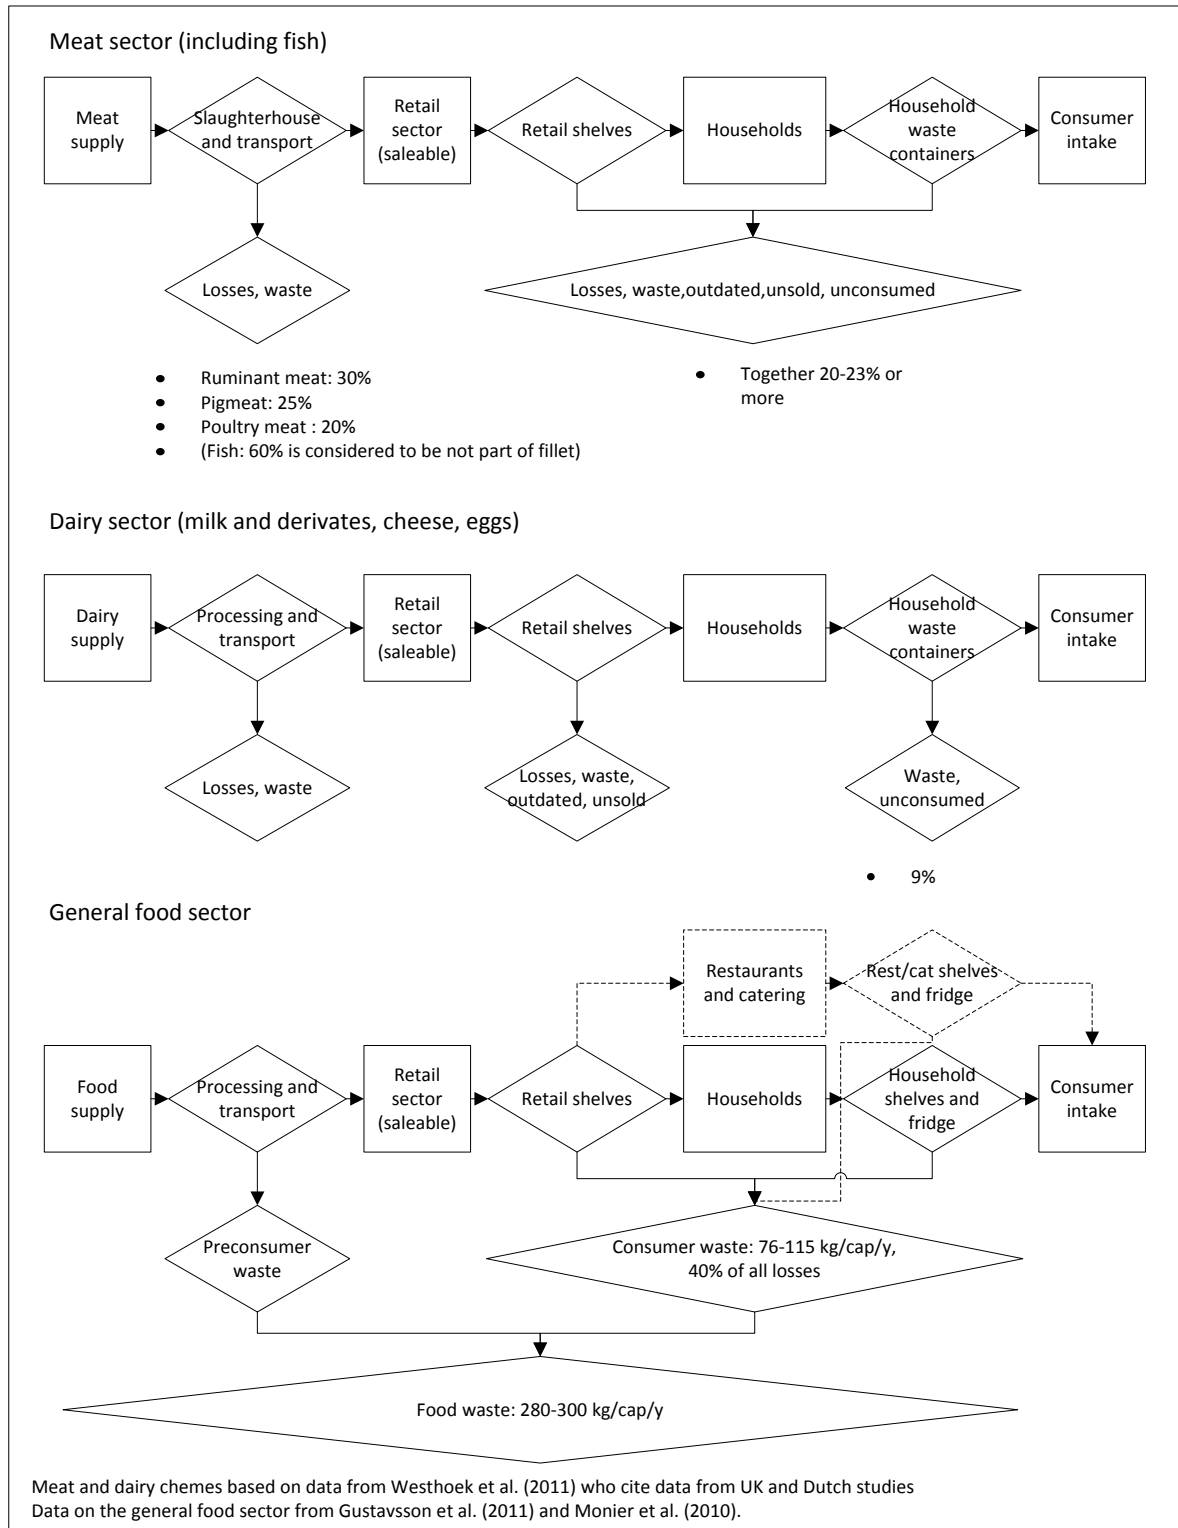 Meat sector (including fish)
Meat
supply
Slaughterhouse
and transport
Retail
sector
(saleable)
Retail shelves
Households
Household
waste
containers
Consumer
intake
Losses, waste
Losses, waste,outdated,unsold, unconsumed
• Ruminant meat: 30%
• Pigmeat: 25%
• Poultry meat : 20%
• (Fish: 60% is considered to be not part of fillet)
• Together 20-23% or
more
Dairy sector (milk and derivates, cheese, eggs)
Dairy
supply
Processing and
transport
Retail
sector
(saleable)
Retail shelves
Households
Household
waste
containers
Consumer
intake
Losses, waste
Losses, waste,
outdated, unsold
Waste,
unconsumed
• 9%
General food sector
Restaurants
and catering
Rest/cat shelves
and fridge
Food
supply
Processing and
transport
Retail
sector
(saleable)
Retail shelves
Households
Household
shelves and
fridge
Consumer
intake
Preconsumer
waste
Consumer waste: 76-115 kg/cap/y,
40% of all losses
Food waste: 280-300 kg/cap/y
Meat and dairy chemes based on data from Westhoek et al. (2011) who cite data from UK and Dutch studies
Data on the general food sector from Gustavsson et al. (2011) and Monier et al. (2010).